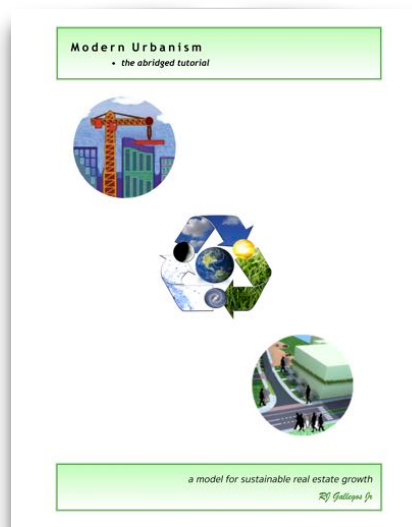 Modern Urbanism
• the abridged tutorial
a model for sustainable real estate growth
RJ Gallegos Jr